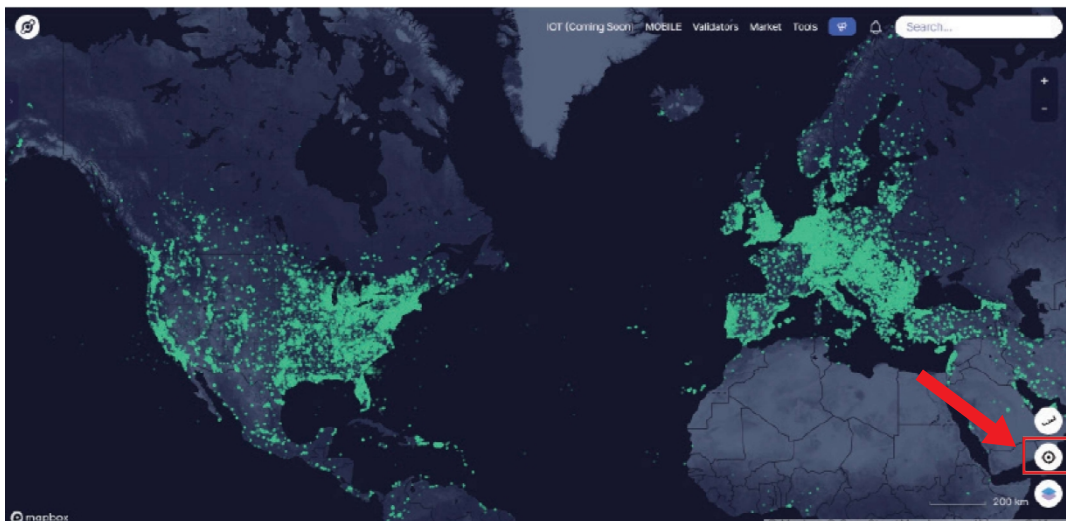 IOT (Coming Soon) MOBILE Validators Market Tools Search...
+
-
200 km
mapbox